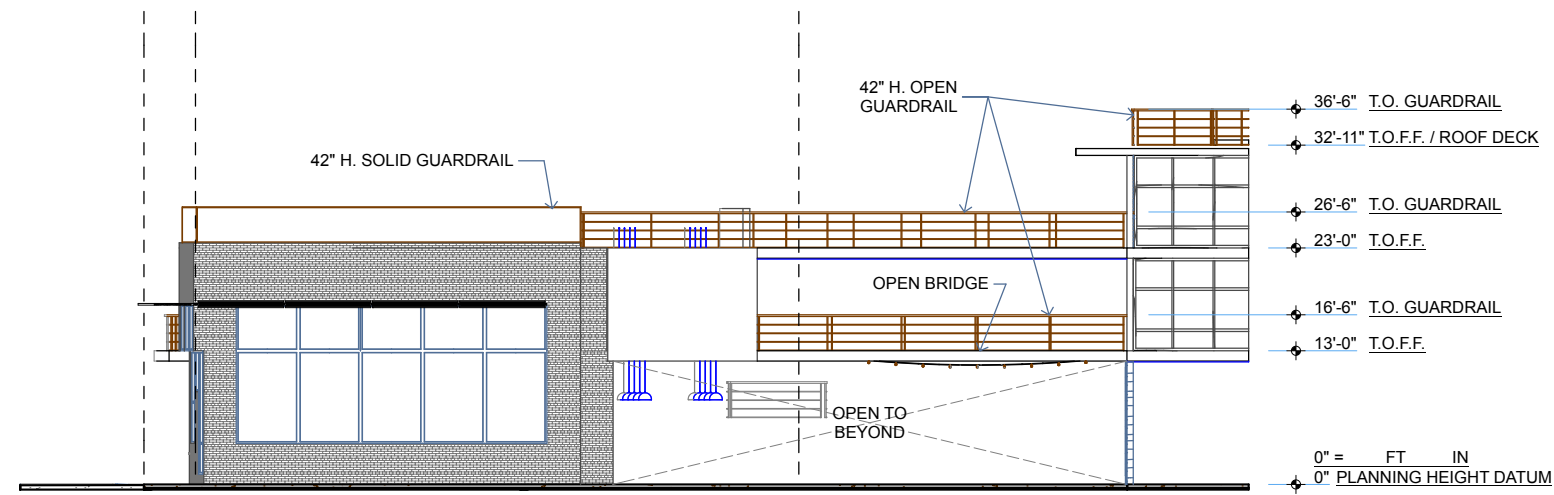 42" H. OPEN
GUARDRAIL
42" H. SOLID GUARDRAIL
36'-6" T.O. GUARDRAIL
32'-11" T.O.F.F. / ROOF DECK
26'-6" T.O. GUARDRAIL
23'-0" T.O.F.F.
OPEN BRIDGE
16'-6" T.O. GUARDRAIL
13'-0" T.O.F.F.
OPEN TO
BEYOND
0" = FT IN
0" PLANNING HEIGHT DATUM